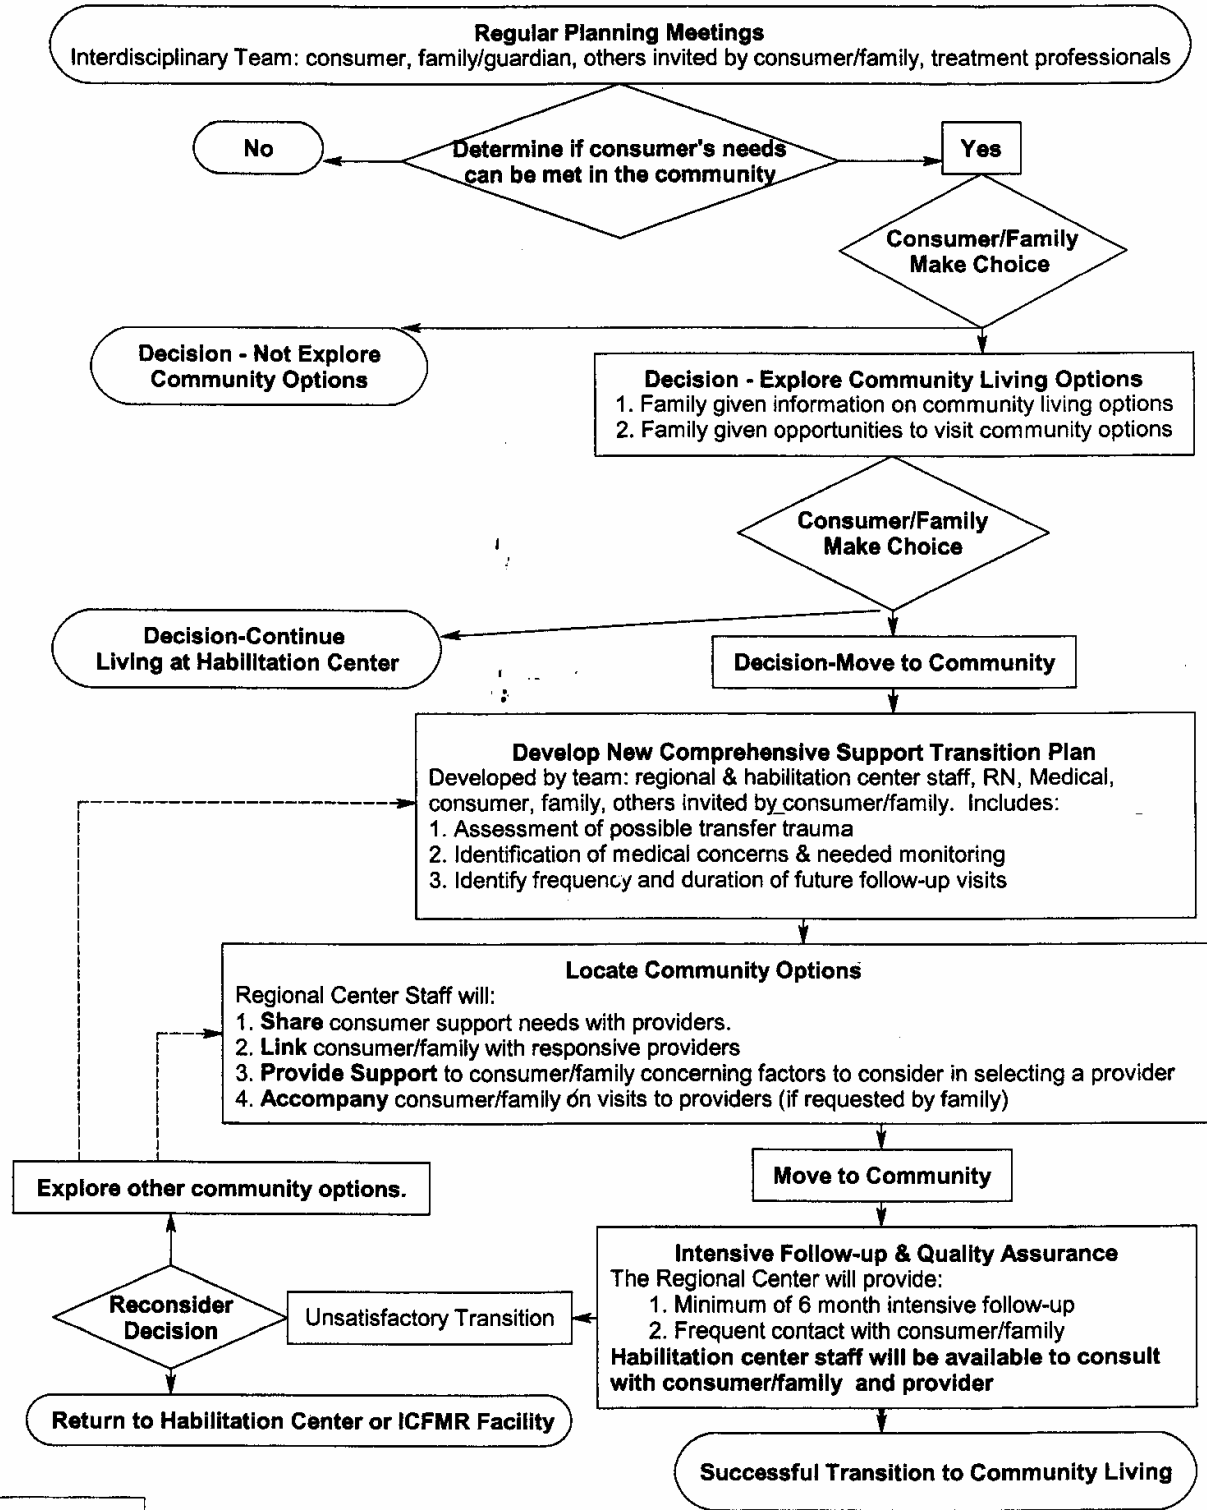 Regular Planning Meetings
Interdisciplinary Team: consumer, family/guardian, others invited by consumer/family, treatment professionals
No
Determine if consumer's needs
can be met in the community
Yes
Consumer/Family
Make Choice
Decision - Not Explore
Community Options
Decision - Explore Community Living Options
1. Family given information on community living options
2. Family given opportunities to visit community options
Consumer/Family
Make Choice
Decision-Continue
Living at Habilitation Center
Decision-Move to Community
Develop New Comprehensive Support Transition Plan
Developed by team: regional & habilitation center staff, RN, Medical,
consumer, family, others invited by consumer/family. Includes:
1. Assessment of possible transfer trauma
2. Identification of medical concerns & needed monitoring
3. Identify frequency and duration of future follow-up visits
Locate Community Options
Regional Center Staff will:
1. Share consumer support needs with providers.
2. Link consumer/family with responsive providers
3. Provide Support to consumer/family concerning factors to consider in selecting a provider
4. Accompany consumer/family on visits to providers (if requested by family)
Explore other community options.
Move to Community
Intensive Follow-up & Quality Assurance
The Regional Center will provide:
1. Minimum of 6 month intensive follow-up
2. Frequent contact with consumer/family
Habilitation center staff will be available to consult
with consumer/family and provider
Unsatisfactory Transition
Reconsider
Decision
Return to Habilitation Center or ICFMR Facility
Successful Transition to Community Living